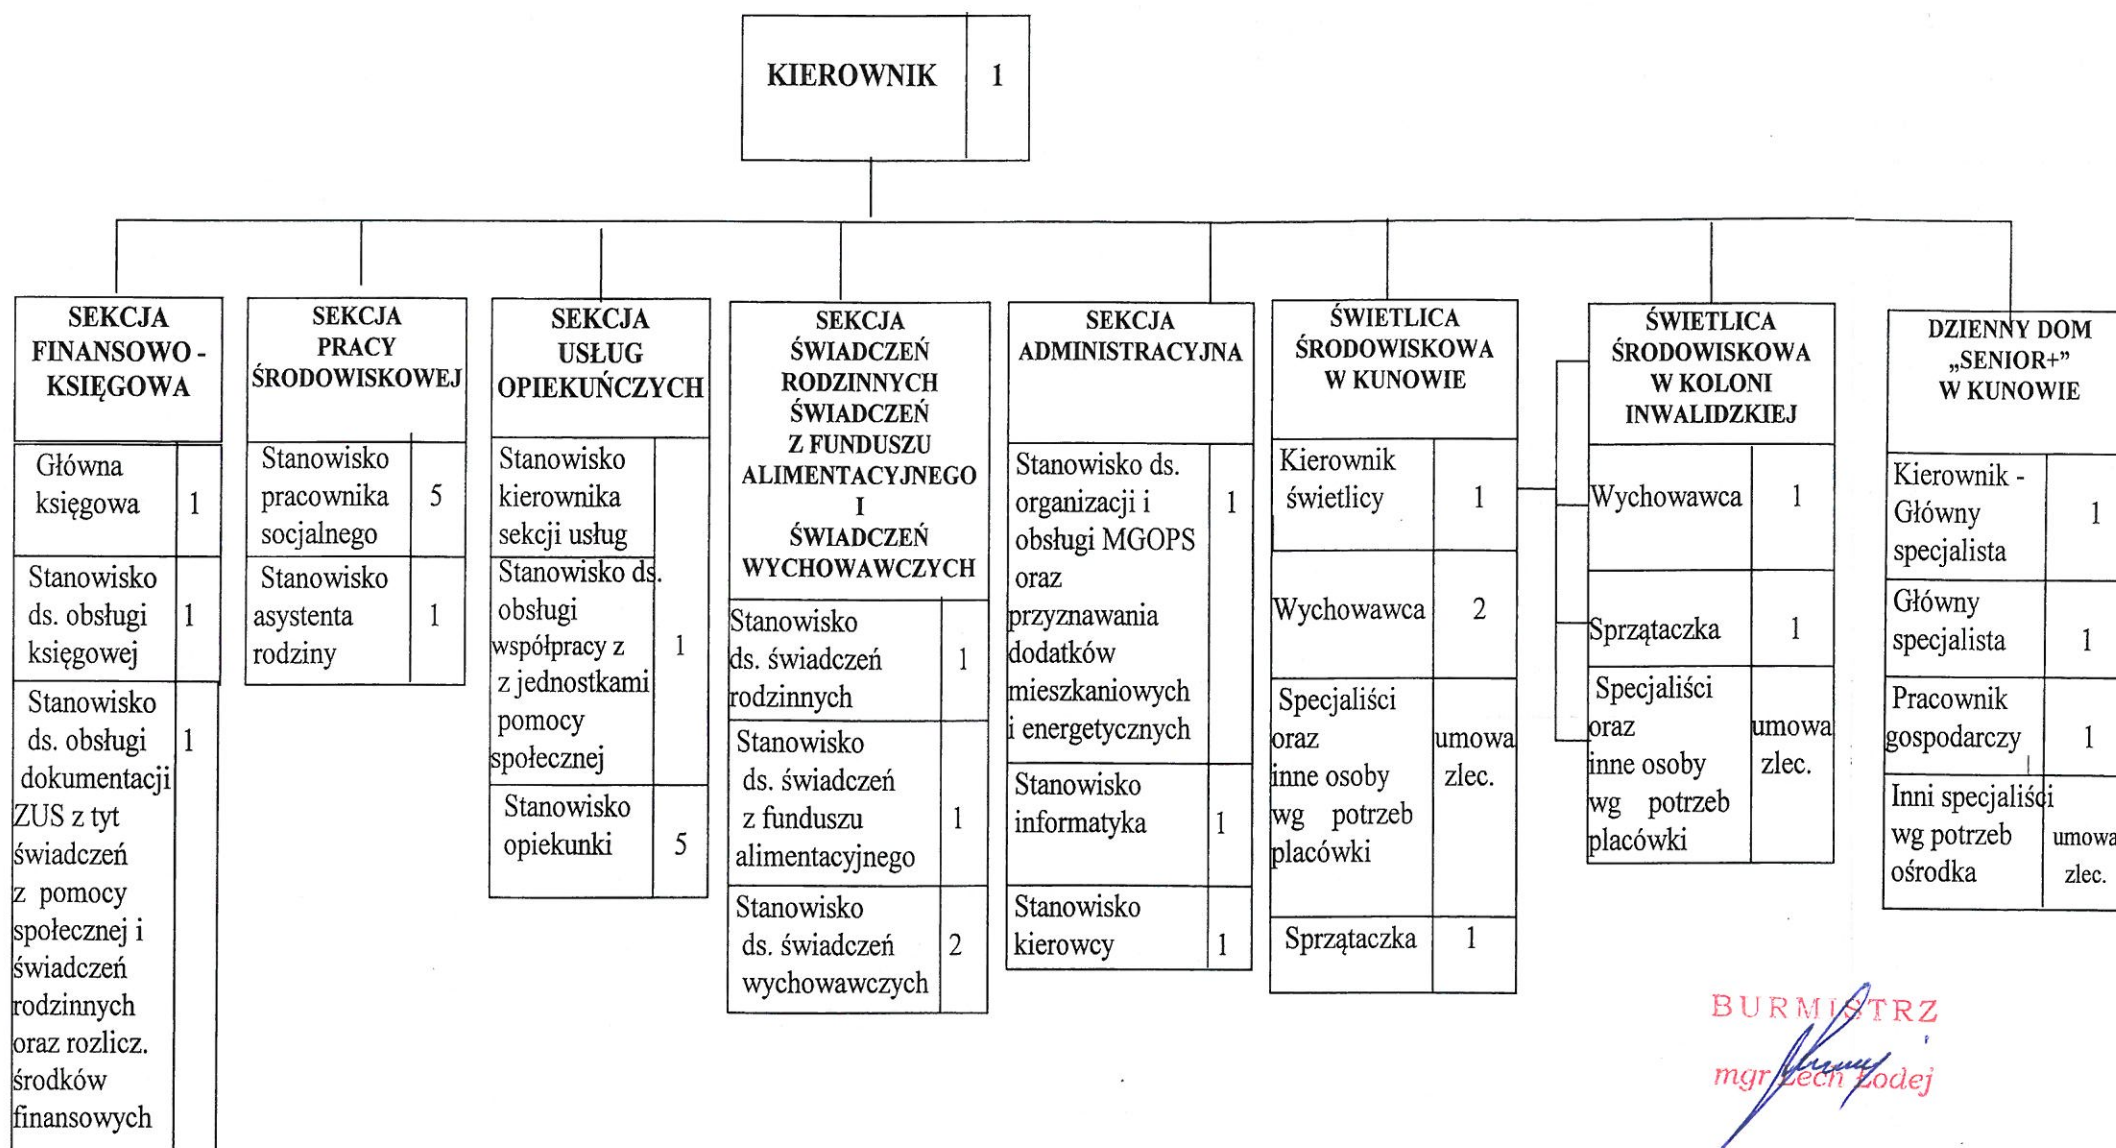 KIEROWNIK 1
SEKCJA
FINANSOWO -
KSIĘGOWA
Główna
księgowa 1
Stanowisko
ds. obsługi 1
księgowej
Stanowisko
ds. obsługi 1
dokumentacji
ZUS z tyt
świadczeń
z pomocy
społecznej i
świadczeń
rodzinnych
oraz rozlicz.
środków
finansowych
SEKCJA
PRACY
ŚRODOWISKOWEJ
Stanowisko
pracownika 5
socjalnego
Stanowisko
asystenta 1
rodziny
SEKCJA
USŁUG
OPIEKUŃCZYCH
Stanowisko
kierownika
sekcji usług
Stanowisko ds.
obsługi
współpracy z 1
z jednostkami
pomocy
społecznej
Stanowisko
opiekunki 5
SEKCJA
ŚWIADCZEŃ
RODZINNYCH
ŚWIADCZEŃ
Z FUNDUSZU
ALIMENTACYJNEGO
I
ŚWIADCZEŃ
WYCHOWAWCZYCH
Stanowisko
ds. świadczeń 1
rodzinnych
Stanowisko
ds. świadczeń
z funduszu 1
alimentacyjnego
Stanowisko
ds. świadczeń 2
wychowawczych
SEKCJA
ADMINISTRACYJNA
Stanowisko ds.
organizacji i 1
obsługi MGOPS
oraz
przyznawania
dodatków
mieszkaniowych
i energetycznych
Stanowisko
informatyka 1
Stanowisko
kierowcy 1
ŚWIETLICA
ŚRODOWISKOWA
W KUNOWIE
Kierownik
świetlicy 1
Wychowawca 2
Specjaliści
oraz umowa
inne osoby zlec.
wg potrzeb
placówki
Sprzątaczka 1
ŚWIETLICA
ŚRODOWISKOWA
W KOLONI
INWALIDZKIEJ
Wychowawca 1
Sprzątaczka 1
Specjaliści
oraz umowa
inne osoby zlec.
wg potrzeb
placówki
DZIENNY DOM
„SENIOR+”
W KUNOWIE
Kierownik -
Główny 1
specjalista
Główny
specjalista 1
Pracownik
gospodarczy 1
Inni specjaliści
wg potrzeb umowa
ośrodka zlec.
BURMISTRZ
mgr Lech Łodej